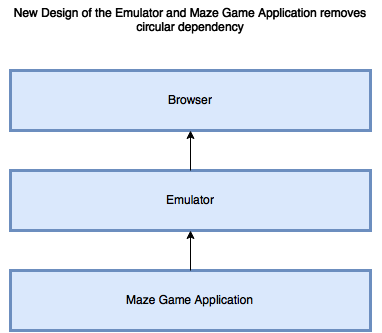 New Design of the Emulator and Maze Game Application removes
circular dependency
Browser
Emulator
Maze Game Application